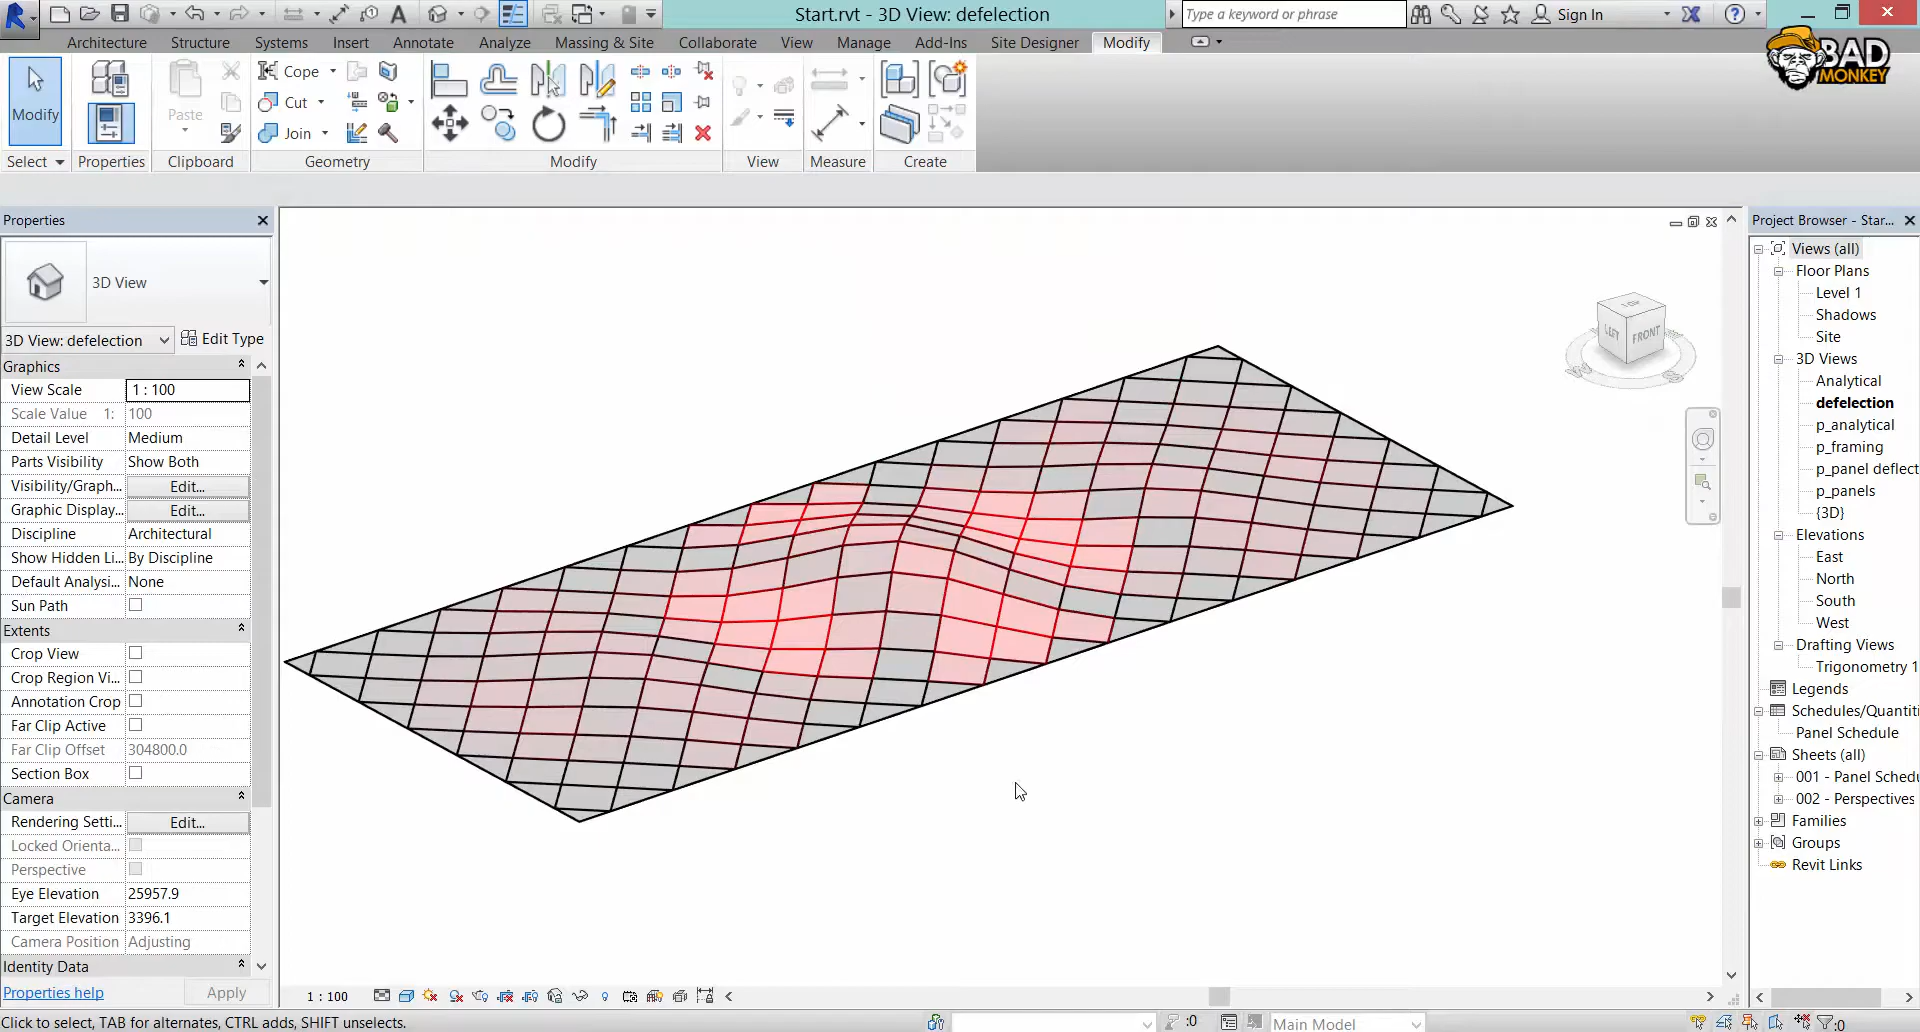 Start.rvt - 3D View: defelection
Type a keyword or phrase
Sign In
Architecture Structure Systems Insert Annotate Analyze Massing & Site Collaborate View Manage Add-Ins Site Designer Modify
BAD
MONKEY
Modify
Paste
Cope
Cut
Join
Select Properties Clipboard Geometry Modify View Measure Create
Properties
3D View
3D View: defelection Edit Type
Graphics
View Scale 1 : 100
Scale Value 1: 100
Detail Level Medium
Parts Visibility Show Both
Visibility/Graph... Edit...
Graphic Display... Edit...
Discipline Architectural
Show Hidden Li... By Discipline
Default Analysi... None
Sun Path
Extents
Crop View
Crop Region Vi...
Annotation Crop
Far Clip Active
Far Clip Offset 304800.0
Section Box
Camera
Rendering Setti... Edit...
Locked Orienta...
Perspective
Eye Elevation 25957.9
Target Elevation 3396.1
Camera Position Adjusting
Identity Data
Properties help Apply
TOP
LEFT FRONT
W S
1 : 100
Project Browser - Star...
Views (all)
Floor Plans
Level 1
Shadows
Site
3D Views
Analytical
defelection
p_analytical
p_framing
p_panel deflect
p_panels
{3D}
Elevations
East
North
South
West
Drafting Views
Trigonometry 1
Legends
Schedules/Quantiti
Panel Schedule
Sheets (all)
001 - Panel Schedu
002 - Perspectives
Families
Groups
Revit Links
Click to select, TAB for alternates, CTRL adds, SHIFT unselects.
:0
Main Model
:0